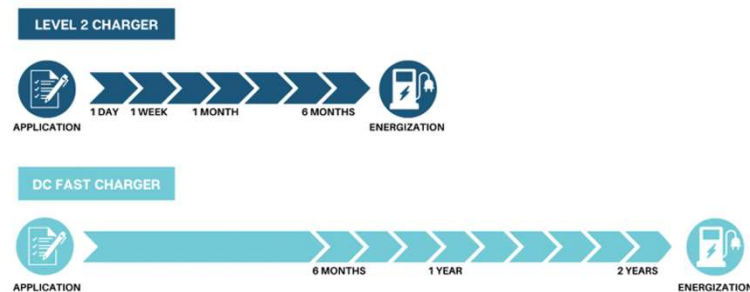 LEVEL 2 CHARGER
1 DAY 1 WEEK 1 MONTH 6 MONTHS
APPLICATION ENERGIZATION
DC FAST CHARGER
6 MONTHS 1 YEAR 2 YEARS
APPLICATION ENERGIZATION